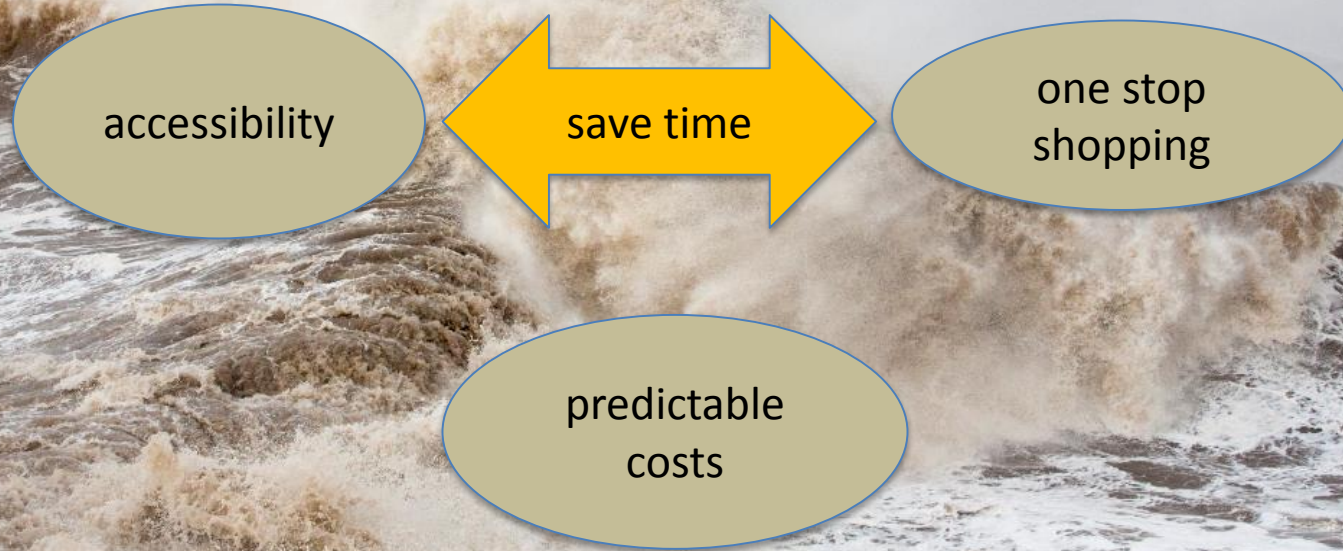 accessibility
save time
one stop
shopping
predictable
costs